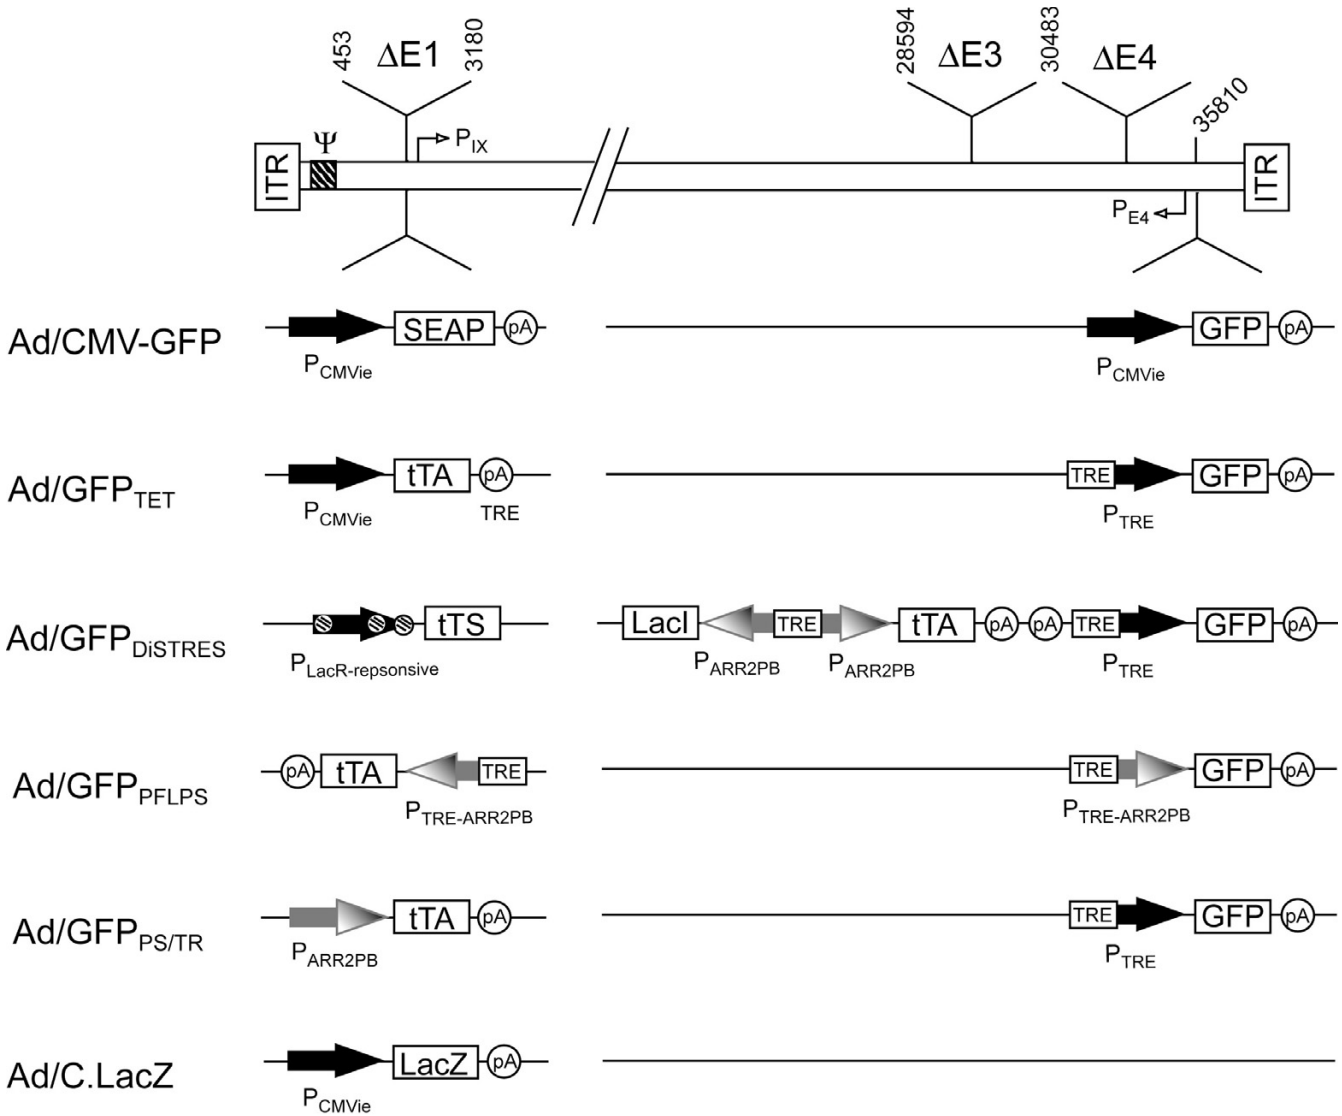 453 ΔE1 3180 28594 ΔE3 30483 ΔE4 35810
Ψ PIX
ITR ITR
PE4
Ad/CMV-GFP SEAP pA GFP pA
PCMVie PCMVie
Ad/GFPTET tTA pA TRE GFP pA
PCMVie TRE PTRE
Ad/GFPDiSTRES tTS LacI TRE tTA pA pA TRE GFP pA
PLacR-repsonsive PARR2PB PARR2PB PTRE
Ad/GFPPFLPS pA tTA TRE TRE GFP pA
PTRE-ARR2PB PTRE-ARR2PB
Ad/GFPPS/TR tTA pA TRE GFP pA
PARR2PB PTRE
Ad/C.LacZ LacZ pA
PCMVie